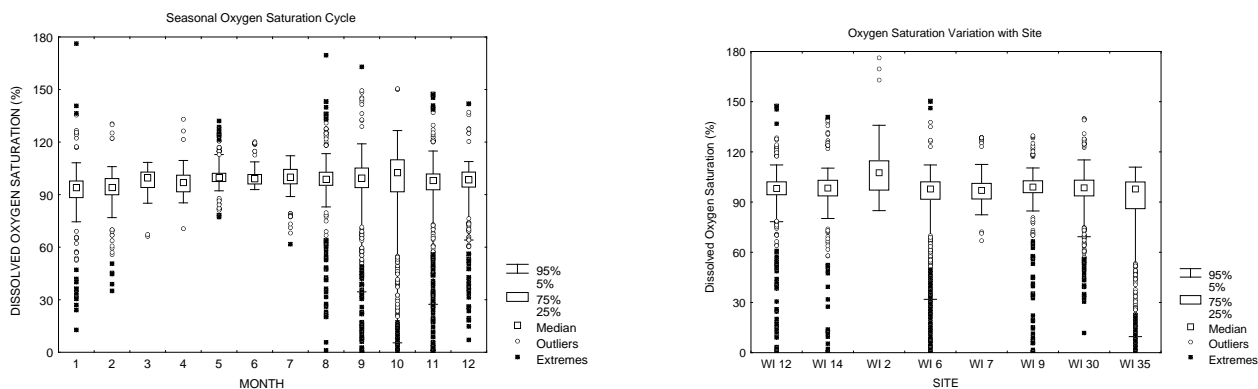 Seasonal Oxygen Saturation Cycle
DISSOLVED OXYGEN SATURATION (%)
180
150
120
90
60
30
0
1 2 3 4 5 6 7 8 9 10 11 12
MONTH
95%
5%
75%
25%
Median
Outliers
Extremes
Oxygen Saturation Variation with Site
Dissolved Oxygen Saturation (%)
180
150
120
90
60
30
0
WI 12 WI 14 WI 2 WI 6 WI 7 WI 9 WI 30 WI 35
SITE
95%
5%
75%
25%
Median
Outliers
Extremes